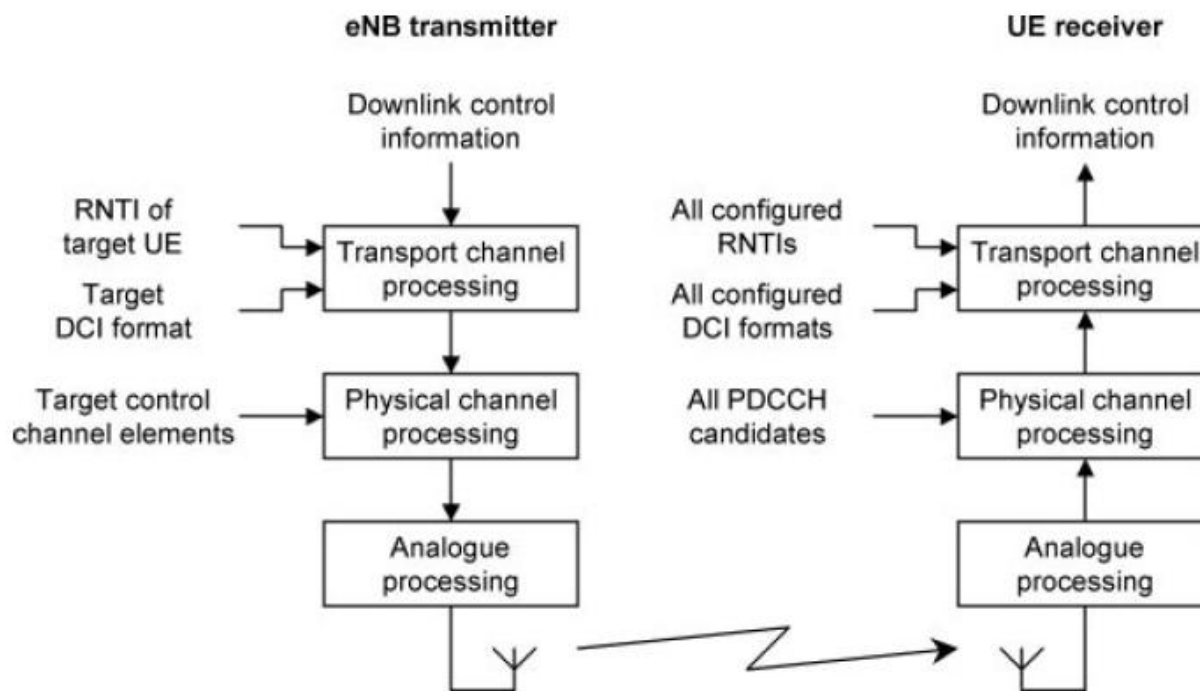 eNB transmitter
Downlink control
information
RNTI of
target UE
Transport channel
processing
Target
DCI format
Target control
channel elements
Physical channel
processing
Analogue
processing
UE receiver
Downlink control
information
All configured
RNTIs
Transport channel
processing
All configured
DCI formats
All PDCCH
candidates
Physical channel
processing
Analogue
processing